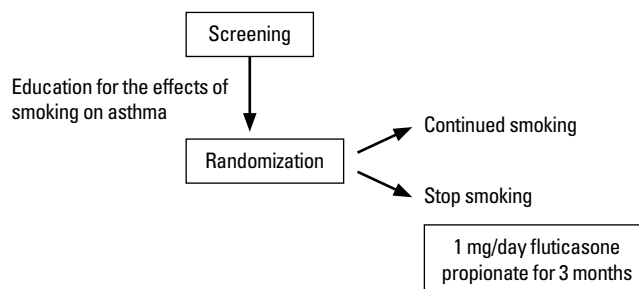 Screening
Education for the effects of
smoking on asthma
Randomization
Continued smoking
Stop smoking
1 mg/day fluticasone
propionate for 3 months